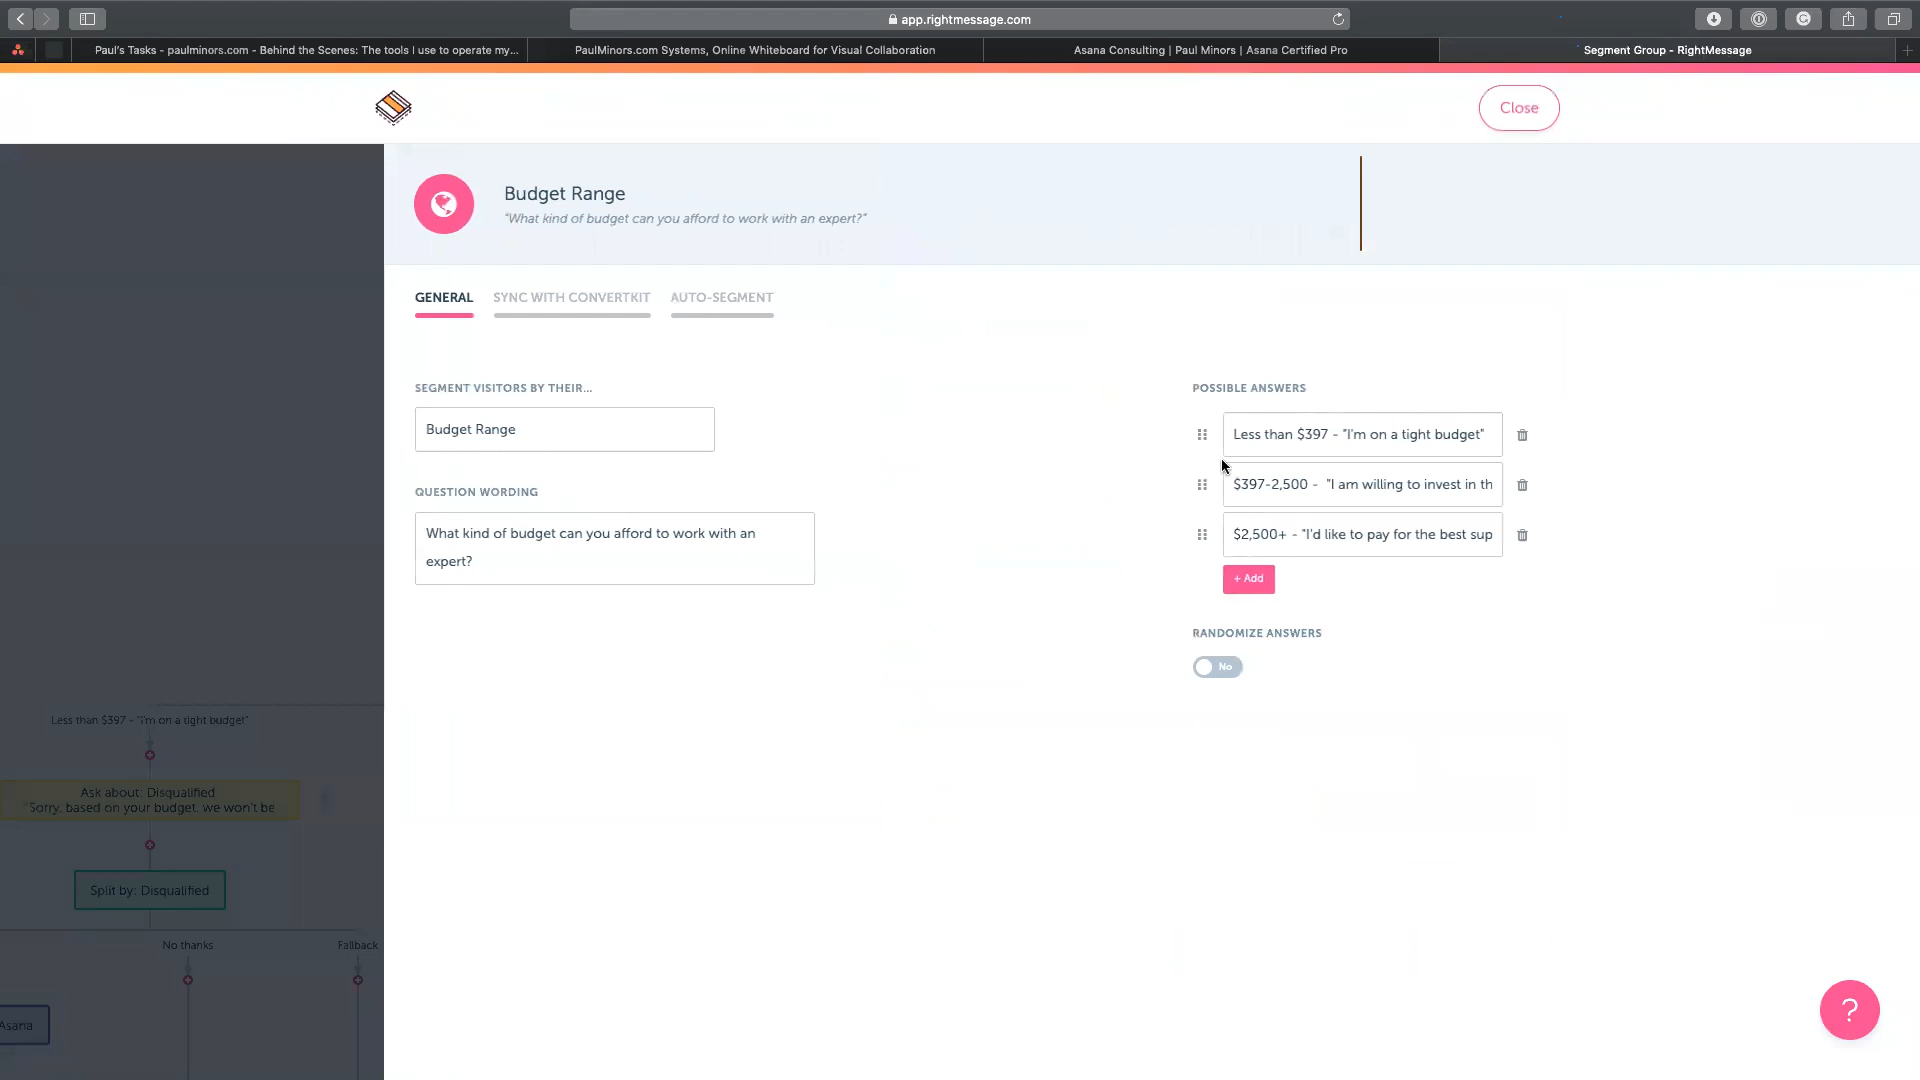 app.rightmessage.com
Paul's Tasks - paulminors.com - Behind the Scenes: The tools I use to operate my...
PaulMinors.com Systems, Online Whiteboard for Visual Collaboration
Asana Consulting | Paul Minors | Asana Certified Pro
Segment Group - RightMessage
Close
Budget Range
"What kind of budget can you afford to work with an expert?"
GENERAL
SYNC WITH CONVERTKIT
AUTO-SEGMENT
SEGMENT VISITORS BY THEIR...
Budget Range
QUESTION WORDING
What kind of budget can you afford to work with an
expert?
POSSIBLE ANSWERS
Less than $397 - "I'm on a tight budget"
$397-2,500 - "I am willing to invest in th
$2,500+ - "I'd like to pay for the best sup
+ Add
RANDOMIZE ANSWERS
No
Less than $397 - "I'm on a tight budget"
Ask about: Disqualified
"Sorry, based on your budget, we won't be
Split by: Disqualified
No thanks
Fallback
Asana
?